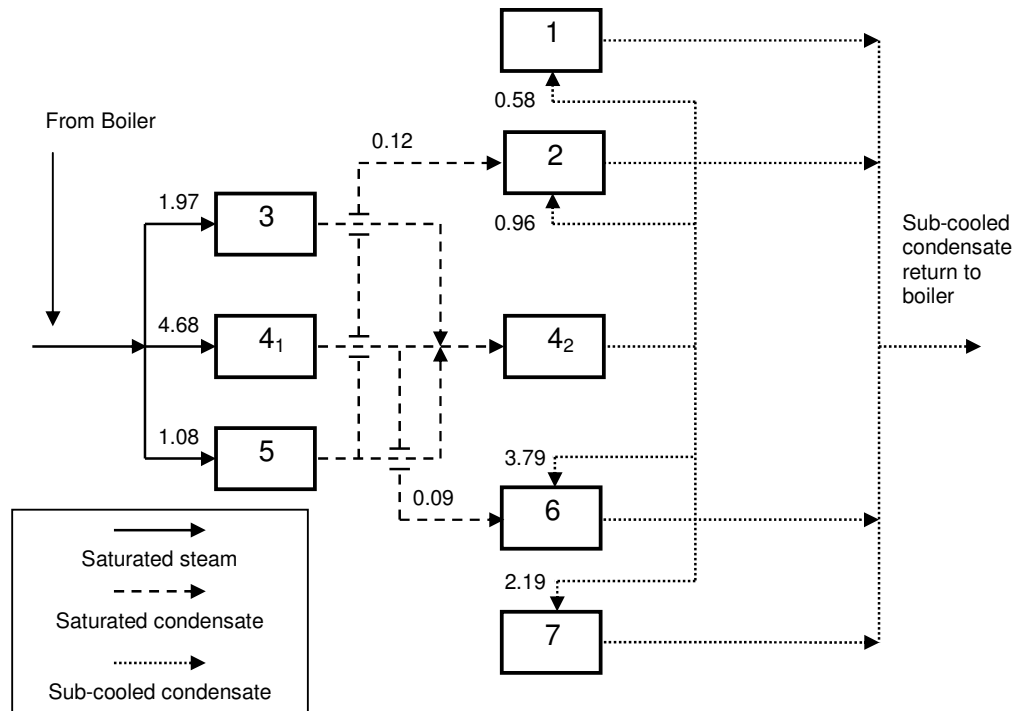 1
0.58
From Boiler
0.12
2
1.97
3
0.96
Sub-cooled
condensate
return to
boiler
4.68
4₁
4₂
1.08
5
3.79
6
0.09
2.19
7
Saturated steam
Saturated condensate
Sub-cooled condensate